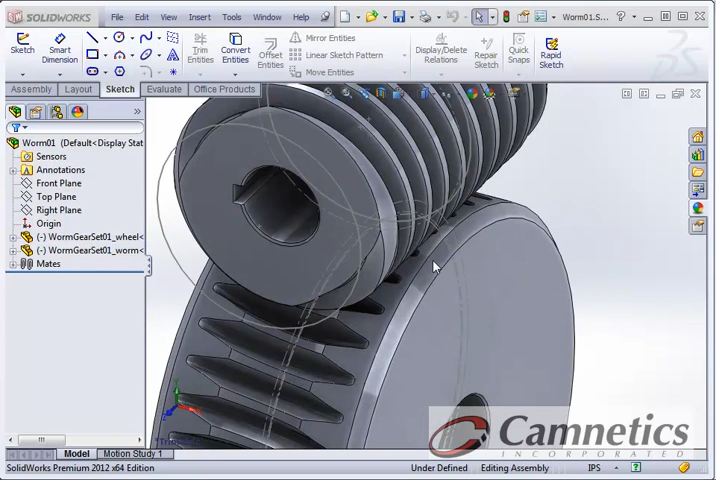 SOLIDWORKS File Edit View Insert Tools Window Help Worm01.S...
Sketch Smart Dimension Trim Entities Convert Entities Offset Entities Mirror Entities Linear Sketch Pattern Move Entities Display/Delete Relations Repair Sketch Quick Snaps Rapid Sketch
Assembly Layout Sketch Evaluate Office Products
Worm01 (Default<Display Stat
Sensors
Annotations
Front Plane
Top Plane
Right Plane
Origin
(-) WormGearSet01_wheel<
(-) WormGearSet01_worm<
Mates
Camnetics
INCORPORATED
Model Motion Study 1
SolidWorks Premium 2012 x64 Edition Under Defined Editing Assembly IPS